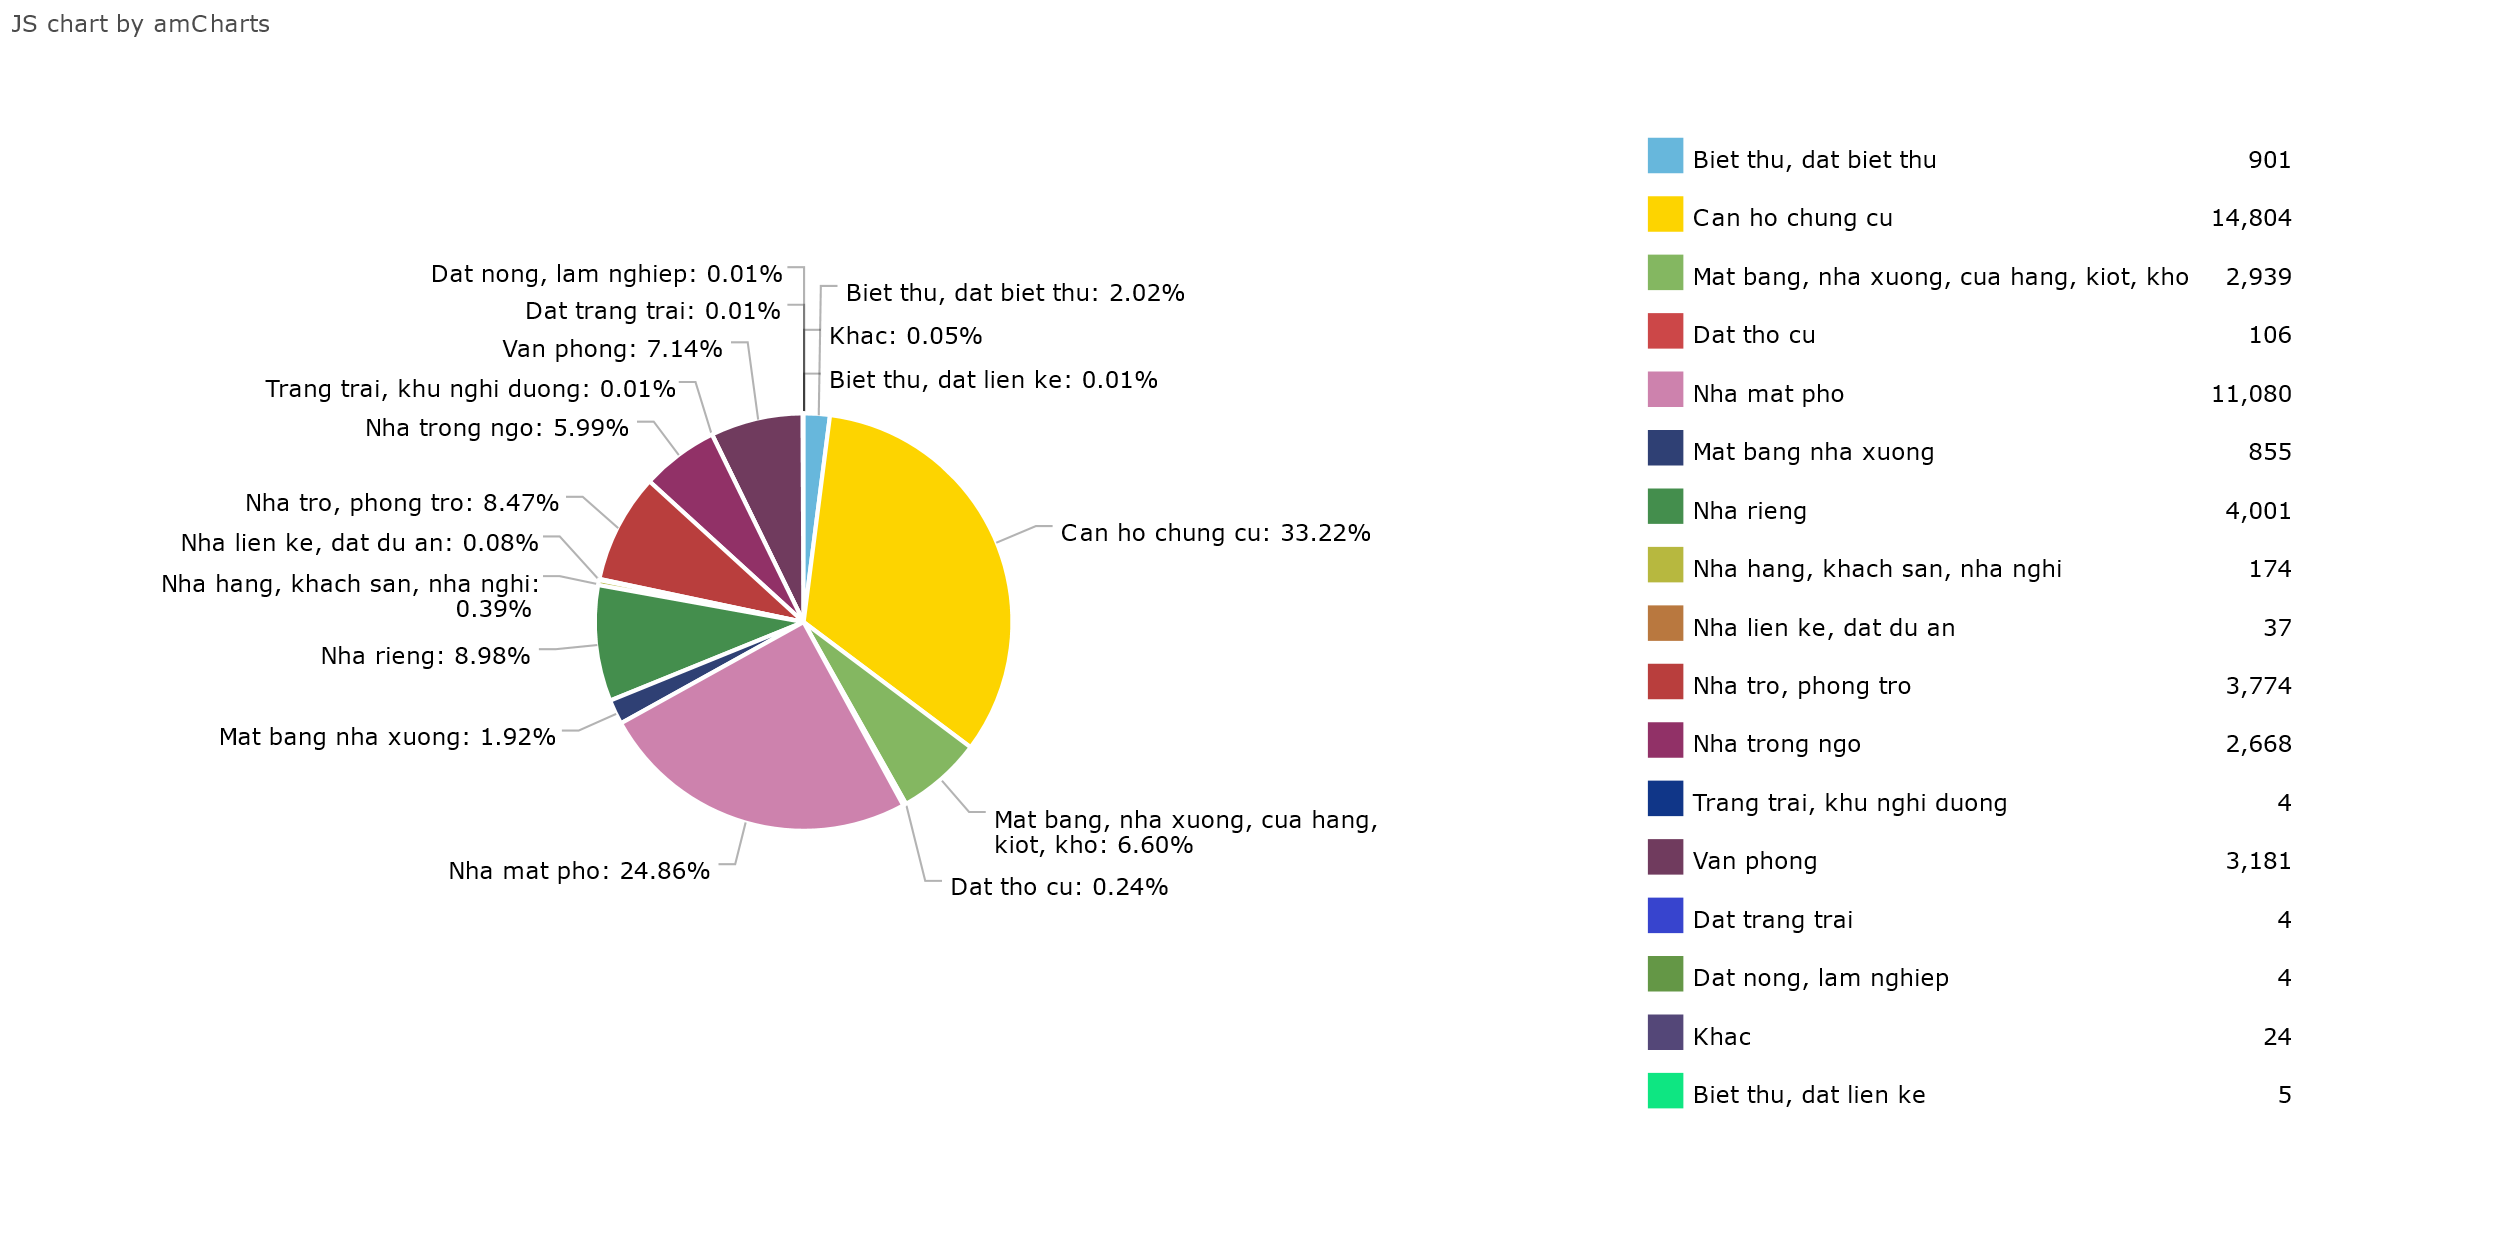 JS chart by amCharts
Dat nong, lam nghiep: 0.01%
Biet thu, dat biet thu: 2.02%
Dat trang trai: 0.01%
Khac: 0.05%
Van phong: 7.14%
Biet thu, dat lien ke: 0.01%
Trang trai, khu nghi duong: 0.01%
Nha trong ngo: 5.99%
Nha tro, phong tro: 8.47%
Can ho chung cu: 33.22%
Nha lien ke, dat du an: 0.08%
Nha hang, khach san, nha nghi:
0.39%
Nha rieng: 8.98%
Mat bang nha xuong: 1.92%
Mat bang, nha xuong, cua hang,
kiot, kho: 6.60%
Nha mat pho: 24.86%
Dat tho cu: 0.24%
Biet thu, dat biet thu 901
Can ho chung cu 14,804
Mat bang, nha xuong, cua hang, kiot, kho 2,939
Dat tho cu 106
Nha mat pho 11,080
Mat bang nha xuong 855
Nha rieng 4,001
Nha hang, khach san, nha nghi 174
Nha lien ke, dat du an 37
Nha tro, phong tro 3,774
Nha trong ngo 2,668
Trang trai, khu nghi duong 4
Van phong 3,181
Dat trang trai 4
Dat nong, lam nghiep 4
Khac 24
Biet thu, dat lien ke 5